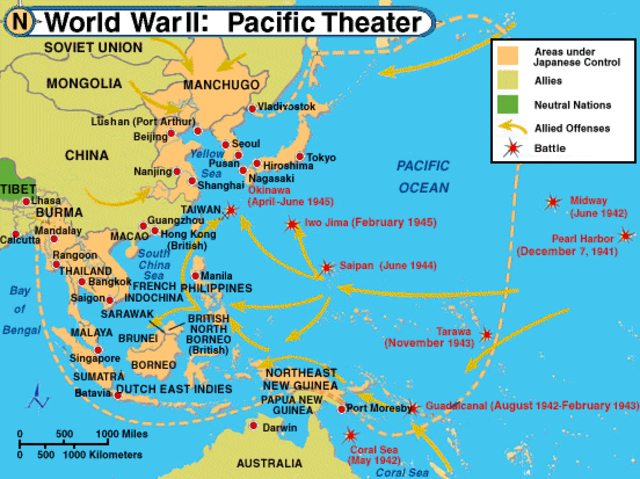 N World War II: Pacific Theater
SOVIET UNION
MONGOLIA
MANCHUGO
Vladivostok
Areas under
Japanese Control
Allies
Neutral Nations
Allied Offenses
Battle
Lüshan (Port Arthur)
Beijing
Seoul
CHINA
Yellow
Sea
Pusan
Hiroshima
Tokyo
Nagasaki
Nanjing
Shanghai
Okinawa
(April-June 1945)
PACIFIC
OCEAN
TIBET
Lhasa
BURMA
TAIWAN
Iwo Jima (February 1945)
Midway
(June 1942)
Pearl Harbor
(December 7, 1941)
Calcutta
Mandalay
Guangzhou
MACAO
Hong Kong
(British)
Rangoon
South
China
Sea
Saipan (June 1944)
THAILAND
Bangkok
FRENCH
INDOCHINA
Manila
PHILIPPINES
Bay
of
Bengal
Saigon
SARAWAK
BRITISH
NORTH
BORNEO
(British)
MALAYA
BRUNEI
Tarawa
(November 1943)
Singapore
BORNEO
SUMATRA
DUTCH EAST INDIES
Batavia
NORTHEAST
NEW GUINEA
PAPUA NEW
GUINEA
Port Moresby
Guadalcanal (August 1942-February 1943)
N
Darwin
Coral Sea
(May 1942)
0 500 1000 Miles
0 500 1000 Kilometers
AUSTRALIA
Coral Sea